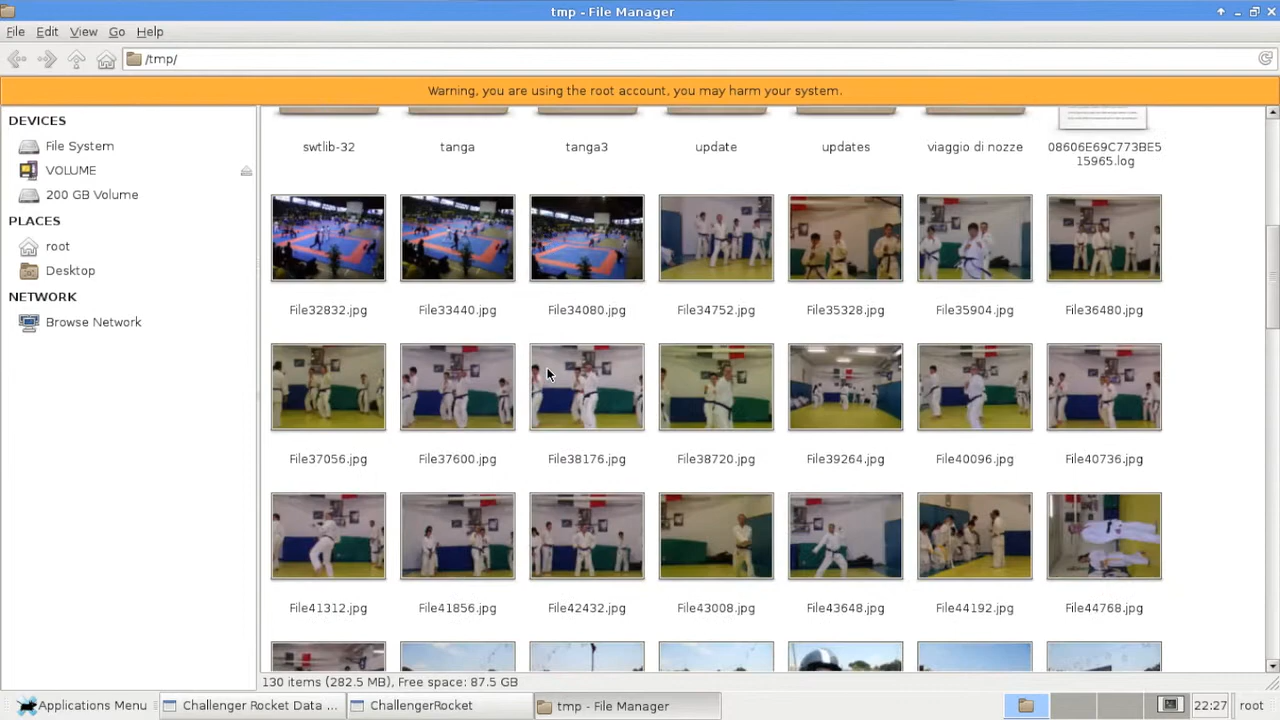 tmp - File Manager
File Edit View Go Help
/tmp/
Warning, you are using the root account, you may harm your system.
DEVICES
File System
VOLUME
200 GB Volume
PLACES
root
Desktop
NETWORK
Browse Network
swtlib-32 tanga tanga3 update updates viaggio di nozze 08606E69C773BE5
15965.log
File32832.jpg File33440.jpg File34080.jpg File34752.jpg File35328.jpg File35904.jpg File36480.jpg
File37056.jpg File37600.jpg File38176.jpg File38720.jpg File39264.jpg File40096.jpg File40736.jpg
File41312.jpg File41856.jpg File42432.jpg File43008.jpg File43648.jpg File44192.jpg File44768.jpg
130 items (282.5 MB), Free space: 87.5 GB
Applications Menu Challenger Rocket Data ... ChallengerRocket tmp - File Manager 22:27 root